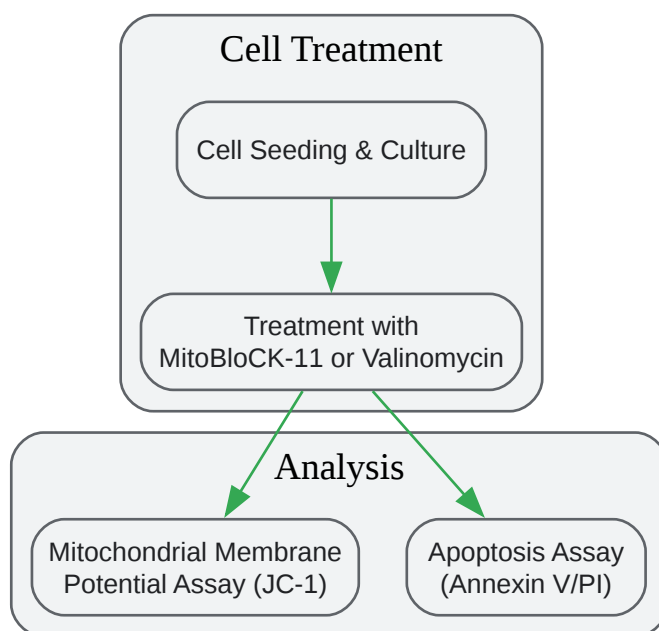 Cell Treatment
Cell Seeding & Culture
Treatment with
MitoBloCK-11 or Valinomycin
Analysis
Mitochondrial Membrane
Potential Assay (JC-1)
Apoptosis Assay
(Annexin V/PI)